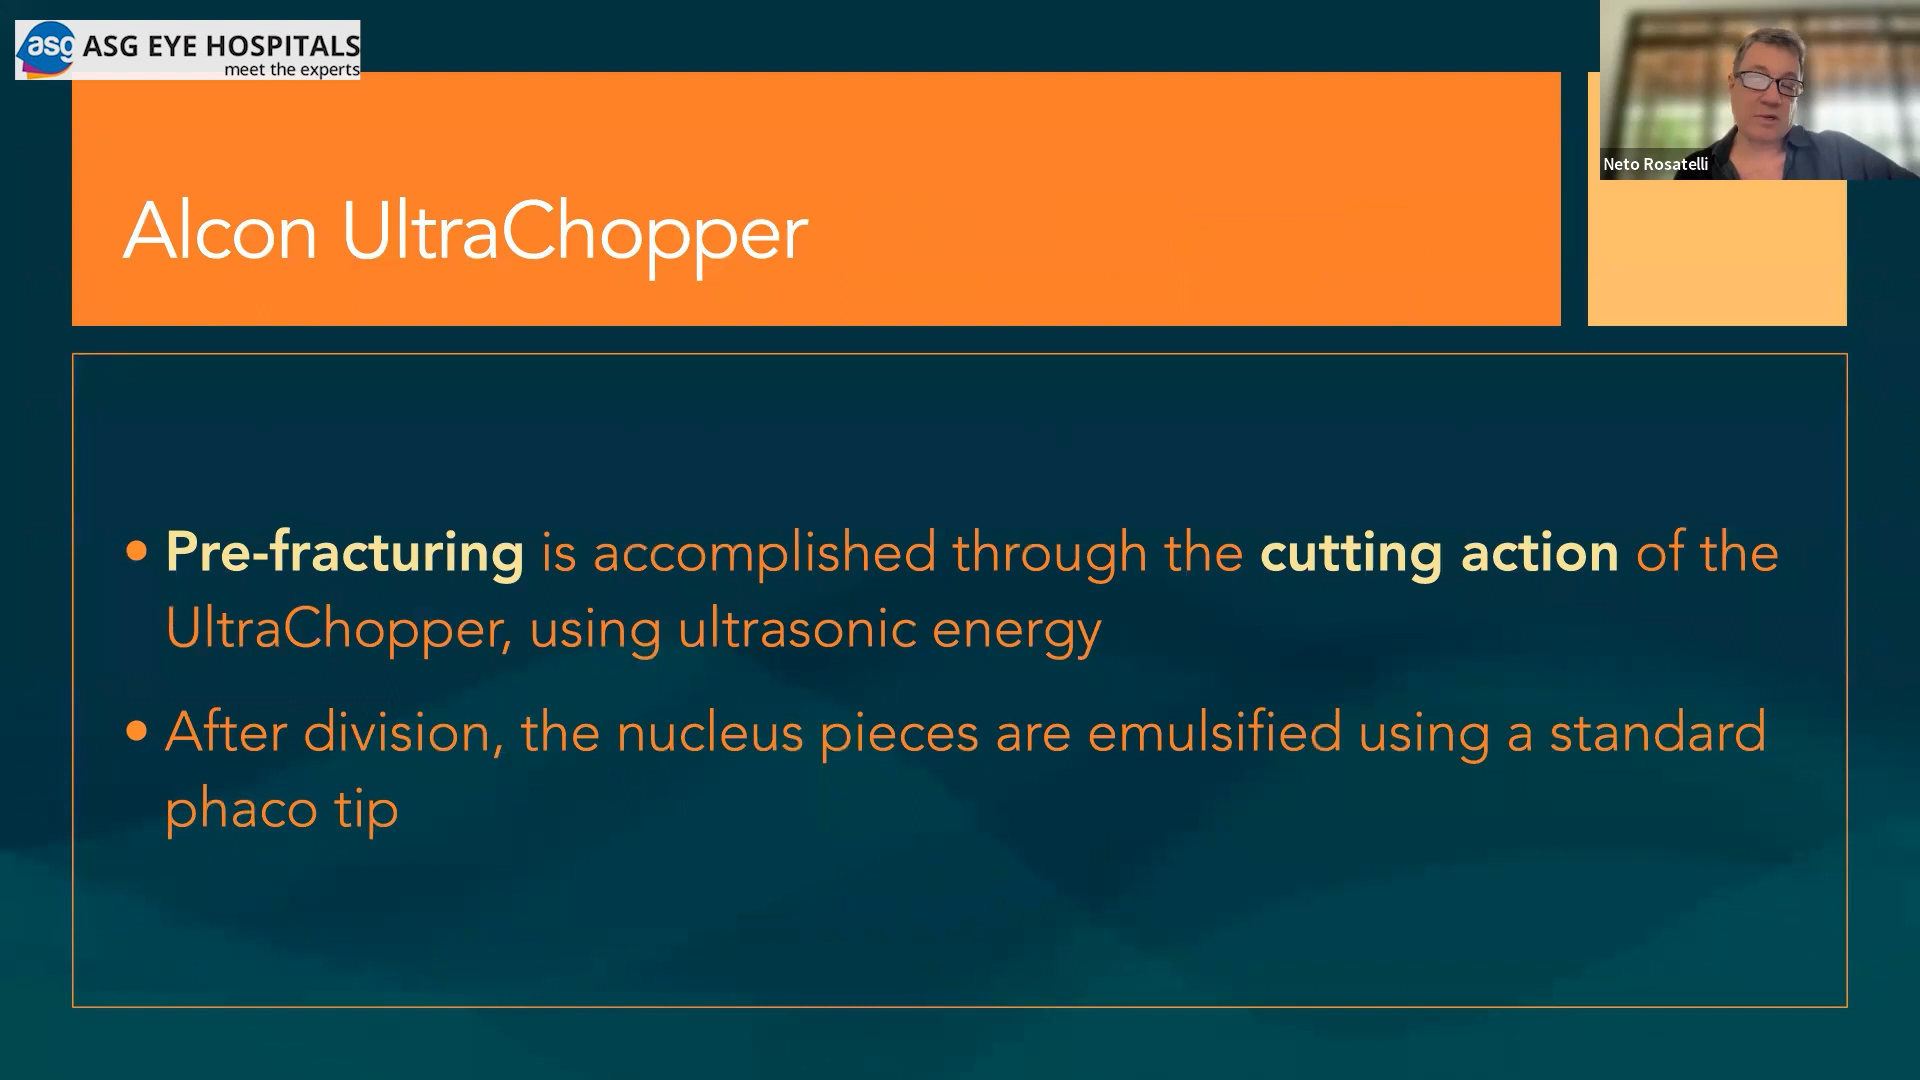 asg ASG EYE HOSPITALS
meet the experts
Neto Rosatelli
Alcon UltraChopper
• Pre-fracturing is accomplished through the cutting action of the
UltraChopper, using ultrasonic energy
• After division, the nucleus pieces are emulsified using a standard
phaco tip